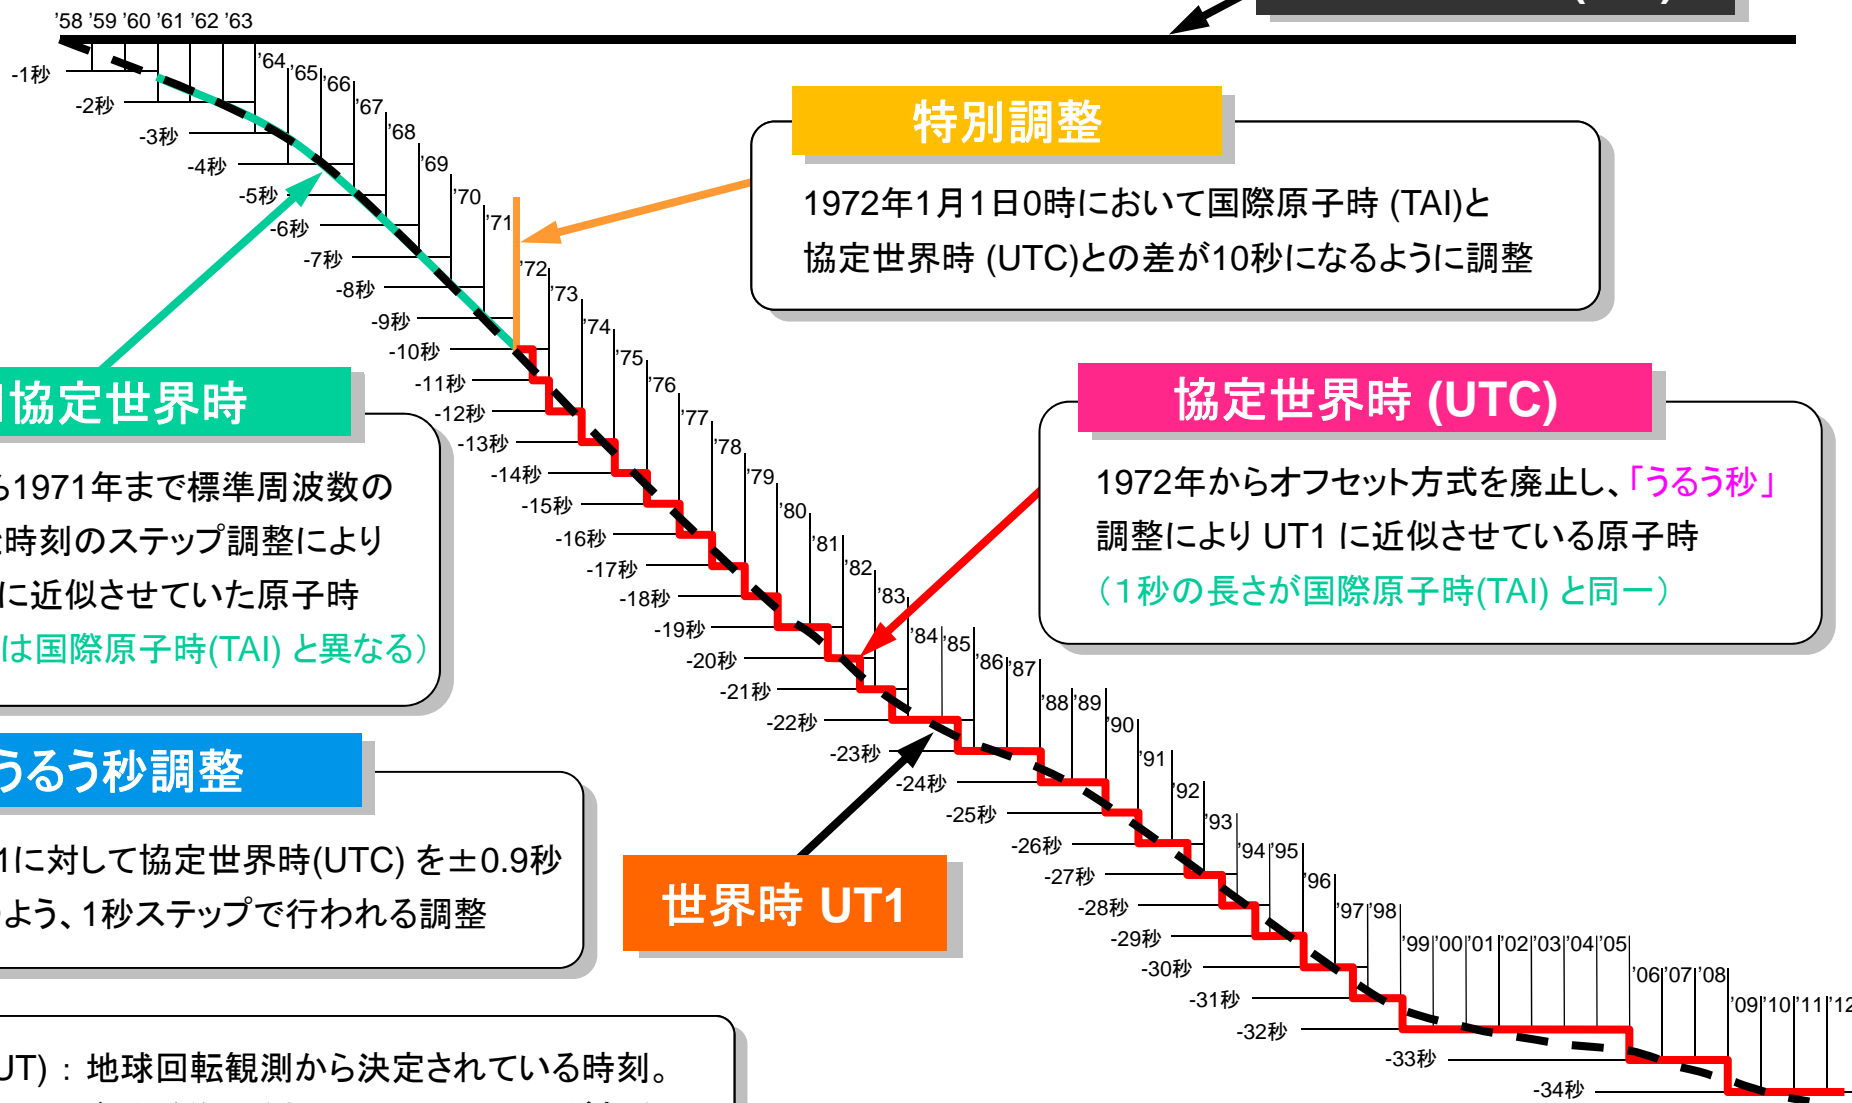 '58 '59 '60 '61 '62 '63
'64
'65
'66
'67
'68
'69
'70
'71
'72
'73
'74
'75
'76
'77
'78
'79
'80
'81
'82
'83
'84
'85
'86
'87
'88
'89
'90
'91
'92
'93
'94
'95
'96
'97
'98
'99
'00
'01
'02
'03
'04
'05
'06
'07
'08
'09
'10
'11
'12
-1秒
-2秒
-3秒
-4秒
-5秒
-6秒
-7秒
-8秒
-9秒
-10秒
-11秒
-12秒
-13秒
-14秒
-15秒
-16秒
-17秒
-18秒
-19秒
-20秒
-21秒
-22秒
-23秒
-24秒
-25秒
-26秒
-27秒
-28秒
-29秒
-30秒
-31秒
-32秒
-33秒
-34秒
特別調整
1972年1月1日0時において国際原子時 (TAI)と
協定世界時 (UTC)との差が10秒になるように調整
協定世界時
1971年まで標準周波数の
時刻のステップ調整により
に近似させていた原子時
は国際原子時(TAI) と異なる）
協定世界時 (UTC)
1972年からオフセット方式を廃止し、「うるう秒」
調整により UT1 に近似させている原子時
（１秒の長さが国際原子時(TAI) と同一）
うるう秒調整
1に対して協定世界時(UTC) を±0.9秒
よう、1秒ステップで行われる調整
世界時 UT1
UT)：地球回転観測から決定されている時刻。